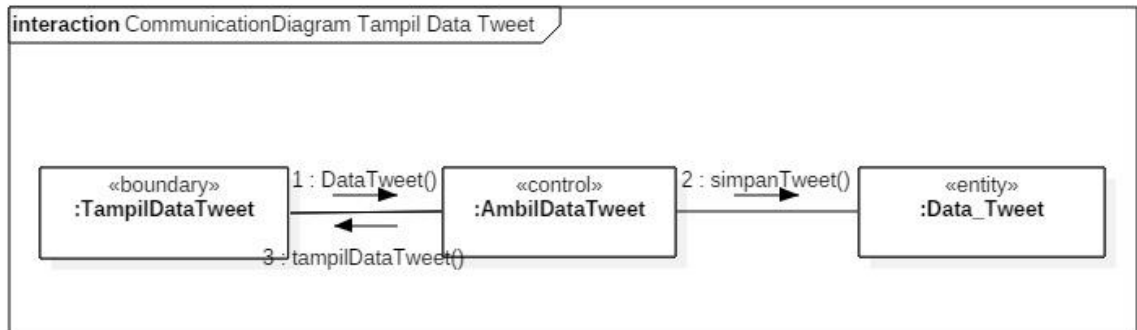 interaction CommunicationDiagram Tampil Data Tweet
«boundary»
:TampilDataTweet
1 : DataTweet()
3 : tampilDataTweet()
«control»
:AmbilDataTweet
2 : simpanTweet()
«entity»
:Data_Tweet